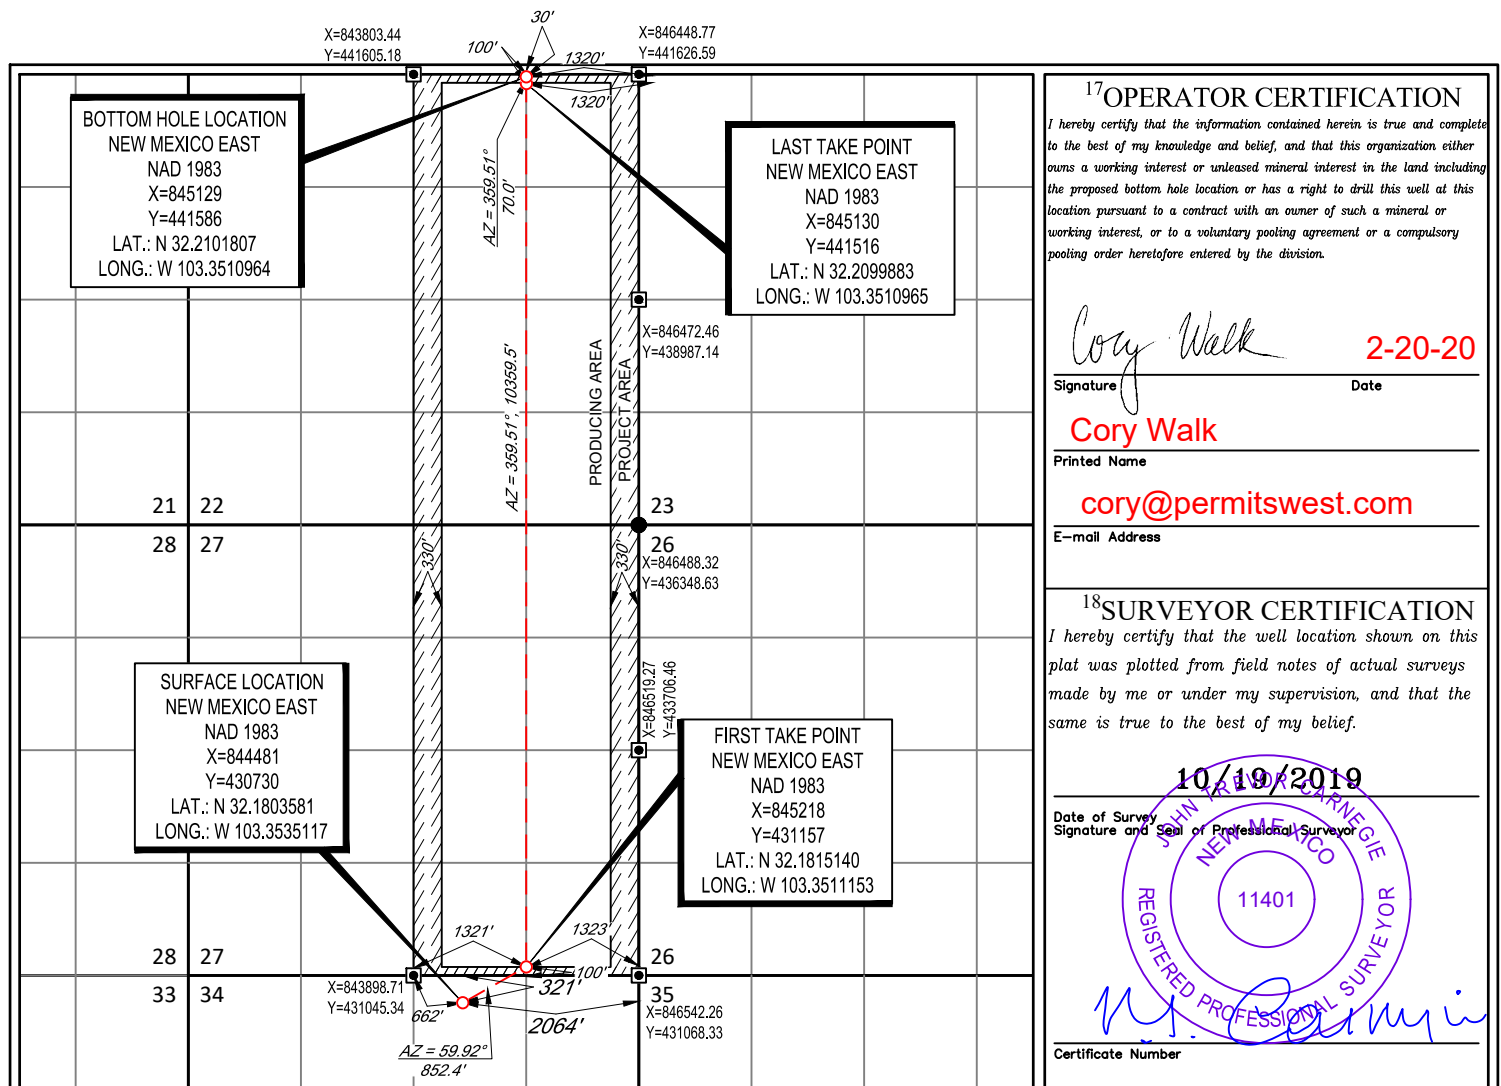 30'
X=843803.44
Y=441605.18
100'
1320'
X=846448.77
Y=441626.59
1320'
BOTTOM HOLE LOCATION
NEW MEXICO EAST
NAD 1983
X=845129
Y=441586
LAT.: N 32.2101807
LONG.: W 103.3510964
AZ = 359.51°
70.0'
LAST TAKE POINT
NEW MEXICO EAST
NAD 1983
X=845130
Y=441516
LAT.: N 32.2099883
LONG.: W 103.3510965
X=846472.46
Y=438987.14
AZ = 359.51°, 10359.5'
PRODUCING AREA
PROJECT AREA
21 22
23
28 27
26
X=846488.32
Y=436348.63
330'
330'
SURFACE LOCATION
NEW MEXICO EAST
NAD 1983
X=844481
Y=430730
LAT.: N 32.1803581
LONG.: W 103.3535117
X=846519.27
Y=433706.46
FIRST TAKE POINT
NEW MEXICO EAST
NAD 1983
X=845218
Y=431157
LAT.: N 32.1815140
LONG.: W 103.3511153
1321'
1323'
28 27
26
33 34
35
X=843898.71
Y=431045.34
100'
321'
662'
2064'
X=846542.26
Y=431068.33
AZ = 59.92°
852.4'
17 OPERATOR CERTIFICATION
I hereby certify that the information contained herein is true and complete
to the best of my knowledge and belief, and that this organization either
owns a working interest or unleased mineral interest in the land including
the proposed bottom hole location or has a right to drill this well at this
location pursuant to a contract with an owner of such a mineral or
working interest, or to a voluntary pooling agreement or a compulsory
pooling order heretofore entered by the division.
Cory Walk
2-20-20
Signature Date
Cory Walk
Printed Name
cory@permitswest.com
E-mail Address
18 SURVEYOR CERTIFICATION
I hereby certify that the well location shown on this
plat was plotted from field notes of actual surveys
made by me or under my supervision, and that the
same is true to the best of my belief.
10/19/2019
Date of Survey
Signature and Seal of Professional Surveyor
JOHN TREVOR CARNEGIE
NEW MEXICO
11401
REGISTERED PROFESSIONAL SURVEYOR
Certificate Number